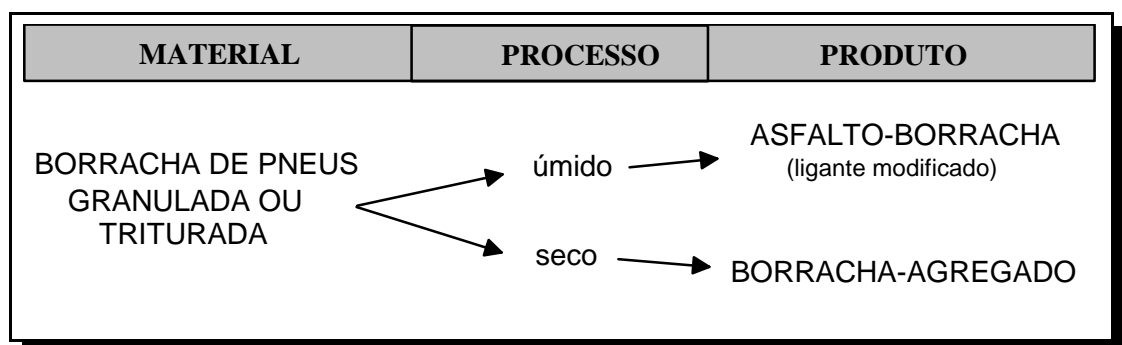 MATERIAL PROCESSO PRODUTO
BORRACHA DE PNEUS
GRANULADA OU
TRITURADA
úmido
seco
ASFALTO-BORRACHA
(ligante modificado)
BORRACHA-AGREGADO